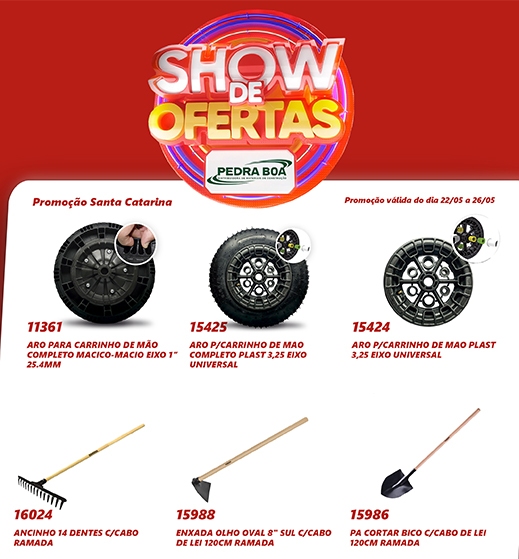 SHOW
DE
OFERTAS
PEDRA BOA
Promoção Santa Catarina
Promoção válida do dia 22/05 a 26/05
11361
ARO PARA CARRINHO DE MÃO
COMPLETO MACICO-MACIO EIXO 1"
25.4MM
15425
ARO P/CARRINHO DE MAO
COMPLETO PLAST 3,25 EIXO
UNIVERSAL
15424
ARO P/CARRINHO DE MAO PLAST
3,25 EIXO UNIVERSAL
16024
ANCINHO 14 DENTES C/CABO
RAMADA
15988
ENXADA OLHO OVAL 8" SUL C/CABO
DE LEI 120CM RAMADA
15986
PA CORTAR BICO C/CABO DE LEI
120CM RAMADA